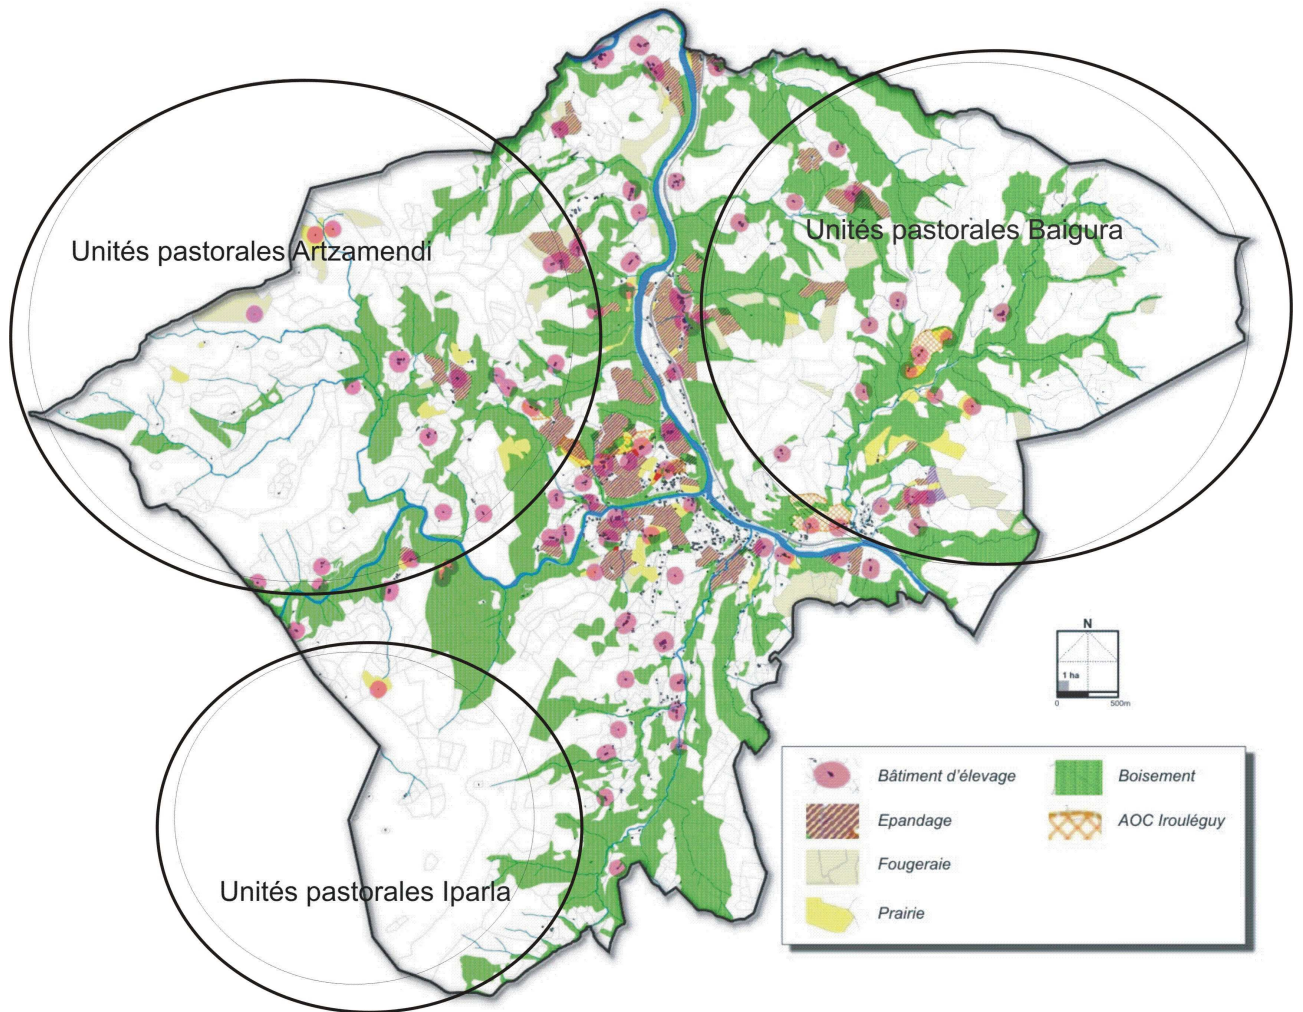 Unités pastorales Artzamendi
Unités pastorales Baigura
Unités pastorales Iparla
N
1 ha
0 500m
Bâtiment d'élevage
Epandage
Fougeraie
Prairie
Boisement
AOC Irouléguy